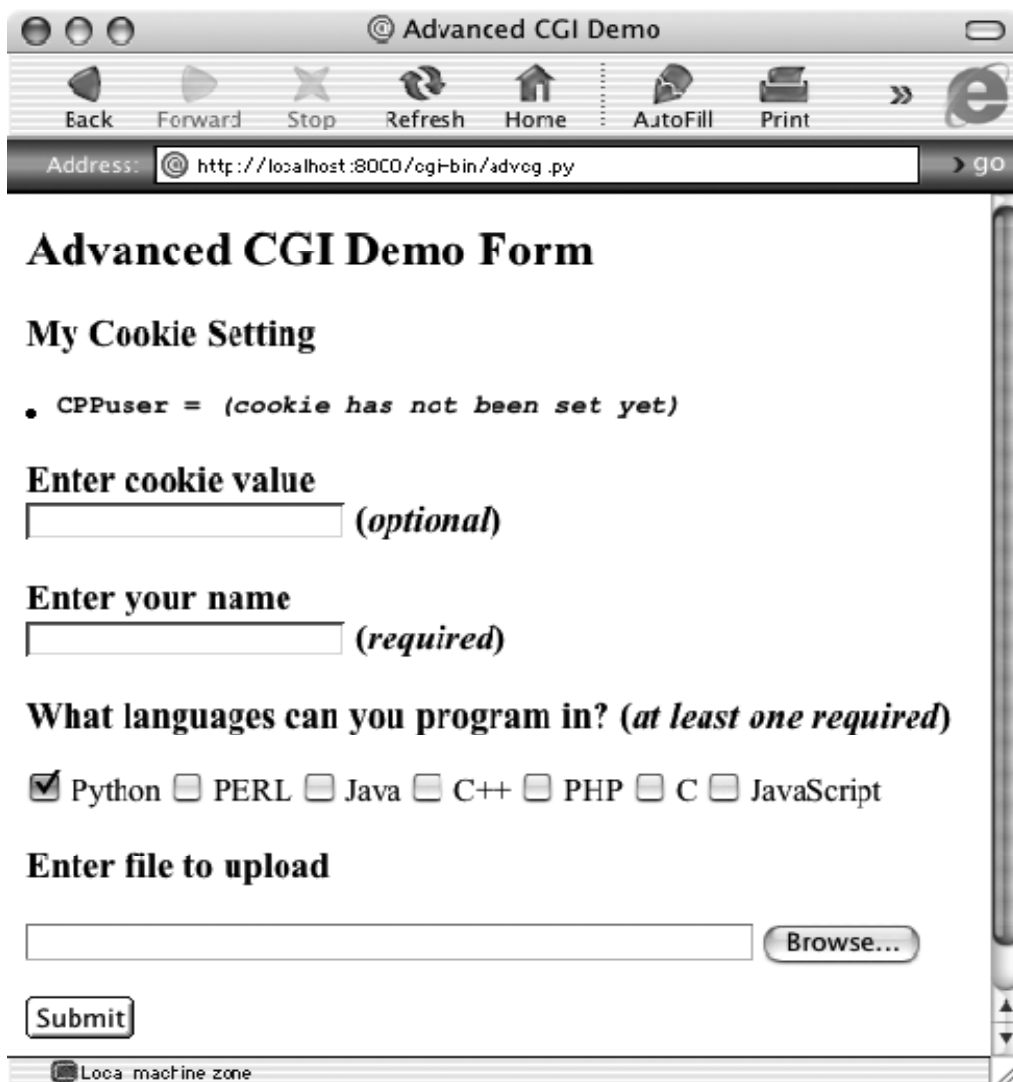 Advanced CGI Demo
Back Forward Stop Refresh Home AutoFill Print »
Address: http://localhost:8000/cgi-bin/advcgi.py go
Advanced CGI Demo Form
My Cookie Setting
• CPPuser = (cookie has not been set yet)
Enter cookie value
(optional)
Enter your name
(required)
What languages can you program in? (at least one required)
Python PERL Java C++ PHP C JavaScript
Enter file to upload
Browse...
Submit
Local machine zone